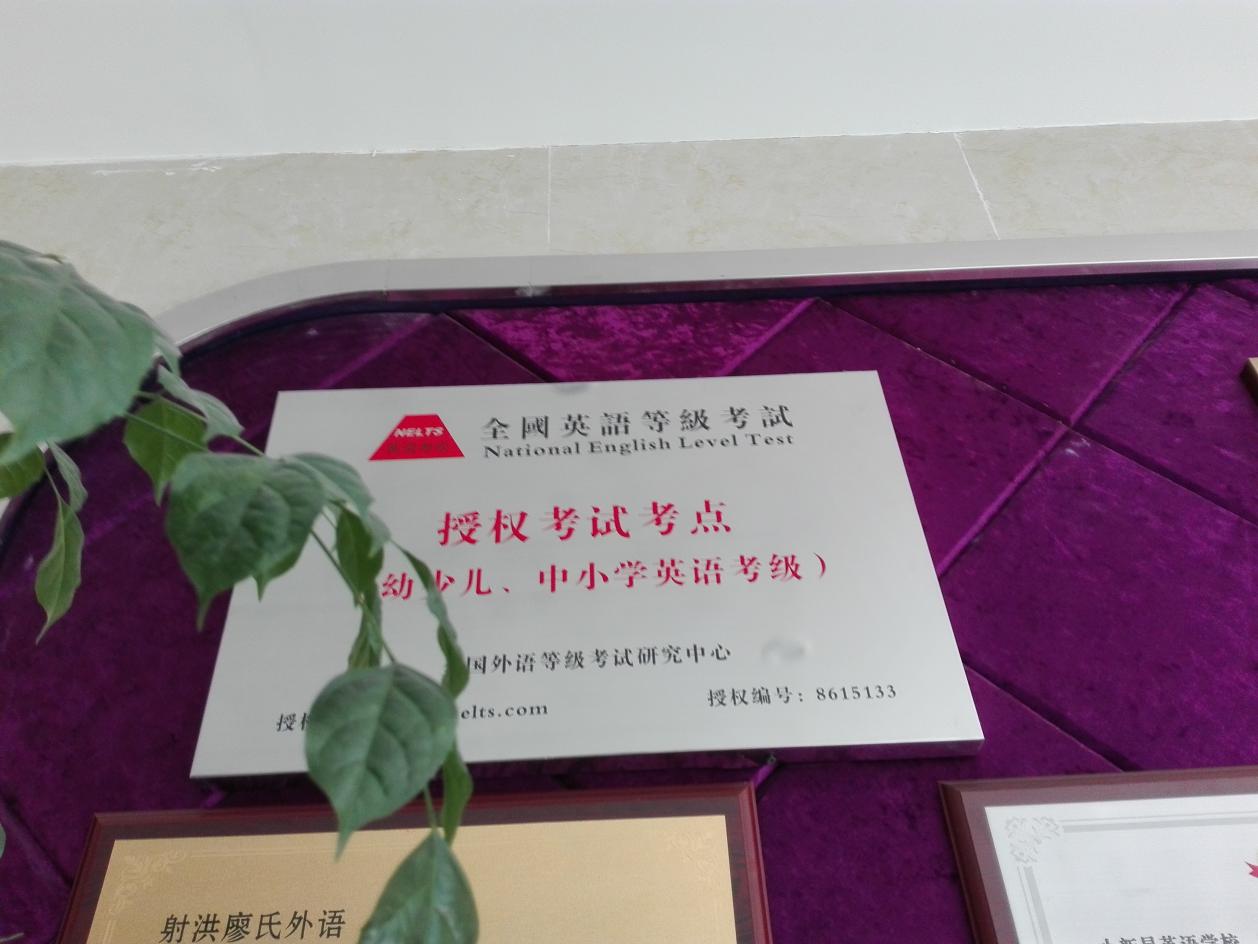 NELTS
全國英語等級考試
National English Level Test
授权考试考点
幼少儿、中小学英语考级）
国外语等级考试研究中心
授权编号：8615133
授 elts.com
射洪廖氏外语